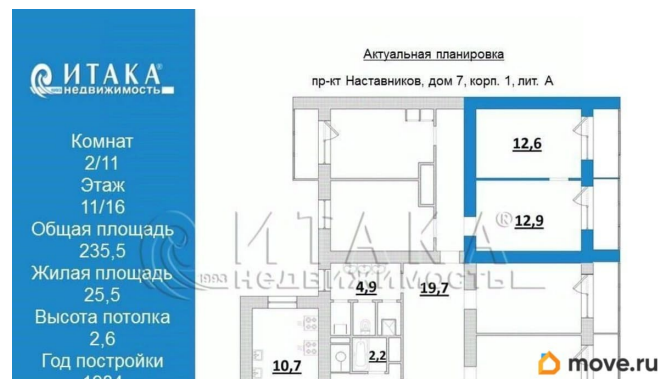 ИТАКА®
1993 НЕДВИЖИМОСТЬ
Комнат
2/11
Этаж
11/16
Общая площадь
235,5
Жилая площадь
25,5
Высота потолка
2,6
Год постройки
Актуальная планировка
пр-кт Наставников, дом 7, корп. 1, лит. А
12,6
12,9
ИТАКА®
1993 НЕДВИЖИМОСТЬ
4,9
19,7
2,2
10,7
move.ru